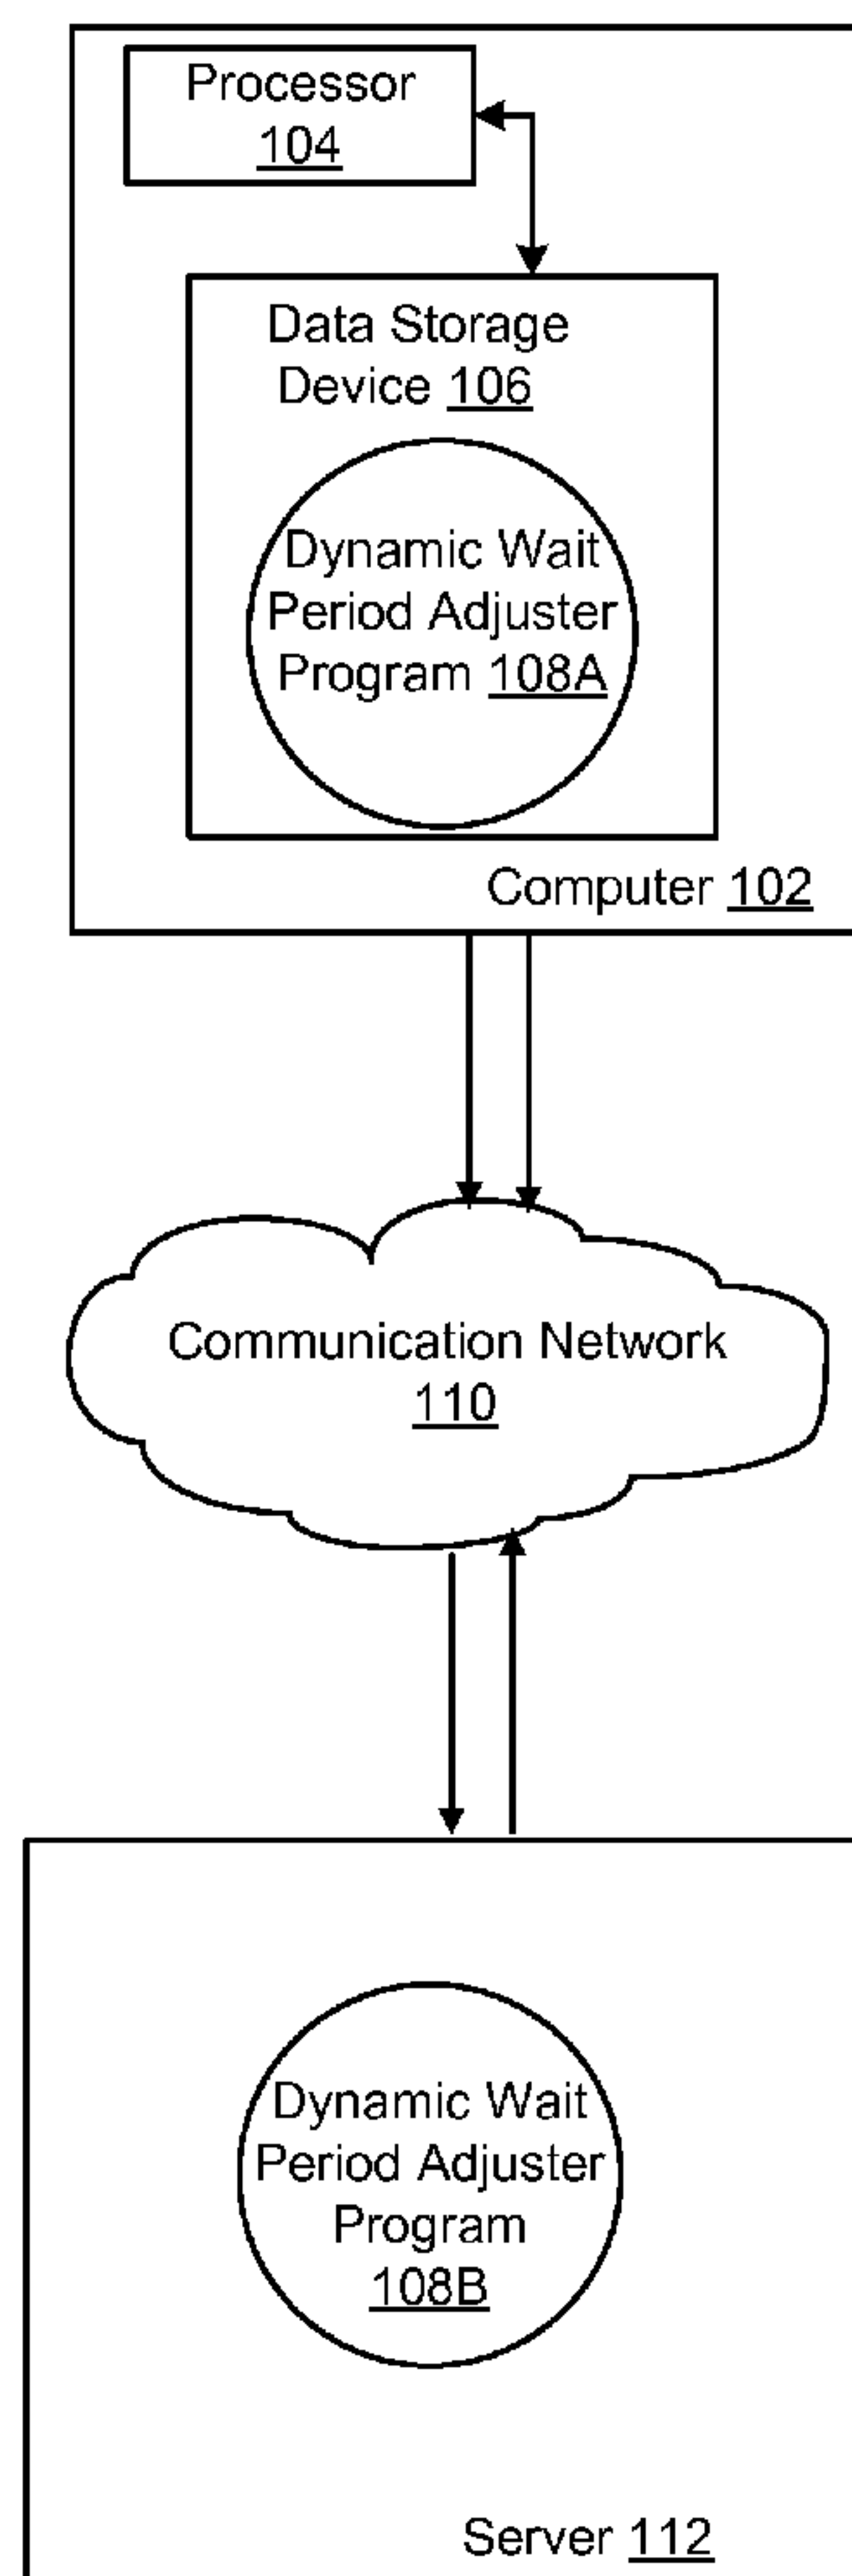 Processor
104
Data Storage
Device 106
Dynamic Wait
Period Adjuster
Program 108A
Computer 102
Communication Network
110
Dynamic Wait
Period Adjuster
Program
108B
Server 112